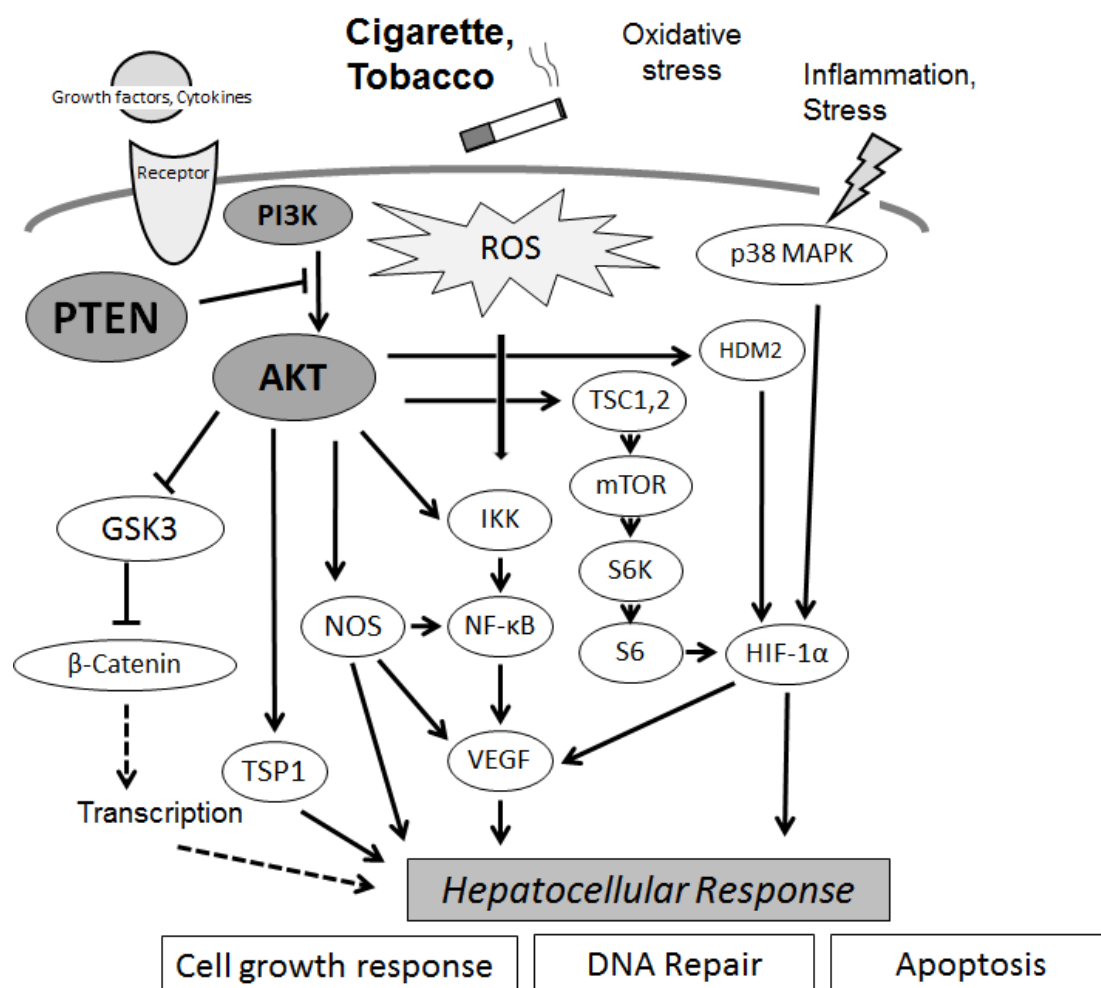 Cigarette,
Tobacco
Oxidative
stress
Inflammation,
Stress
Growth factors, Cytokines
Receptor
PI3K
ROS
p38 MAPK
PTEN
AKT
HDM2
TSC1,2
mTOR
GSK3
IKK
S6K
NOS
NF-κB
S6
HIF-1α
β-Catenin
TSP1
VEGF
Transcription
Hepatocellular Response
Cell growth response
DNA Repair
Apoptosis